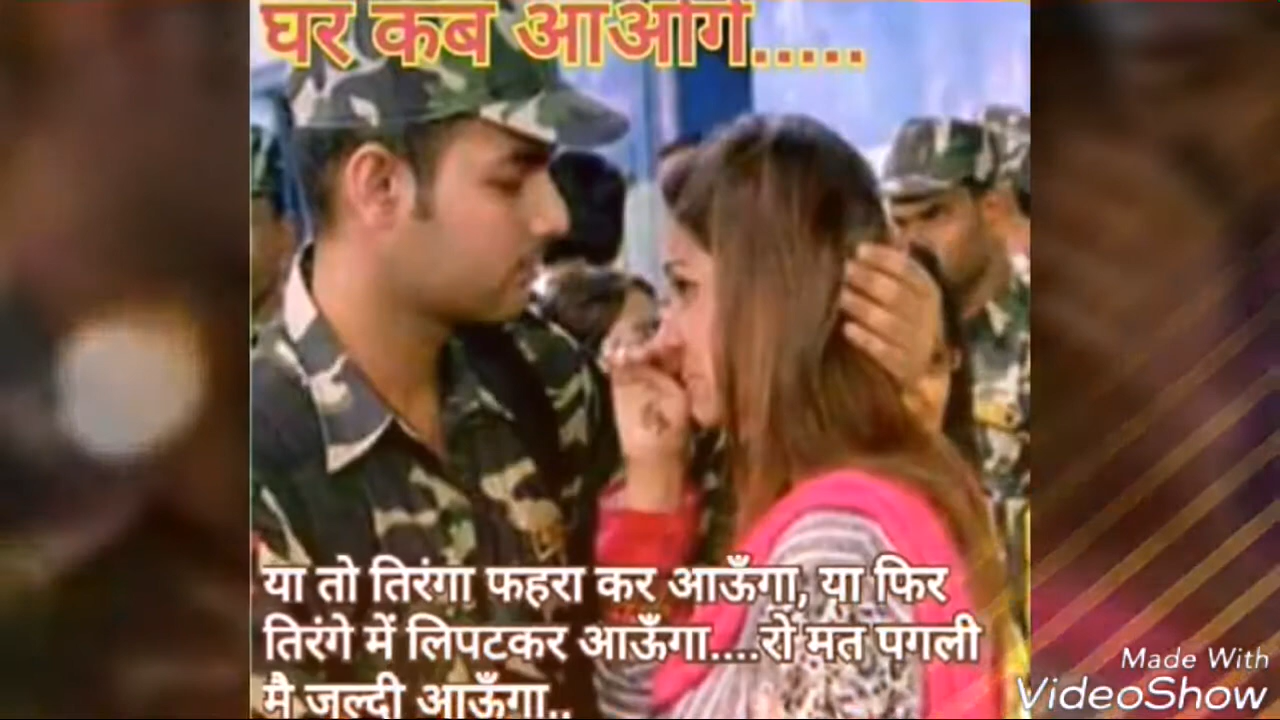 घर कब आओगे.....
या तो तिरंगा फहरा कर आऊँगा, या फिर
तिरंगे में लिपटकर आऊँगा....रो मत पगली
मै जल्दी आऊँगा..
Made With
VideoShow